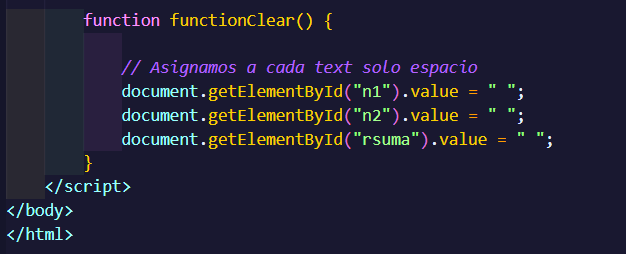 function functionClear() {
// Asignamos a cada text solo espacio
document.getElementById("n1").value = " ";
document.getElementById("n2").value = " ";
document.getElementById("rsuma").value = " ";
}
</script>
</body>
</html>